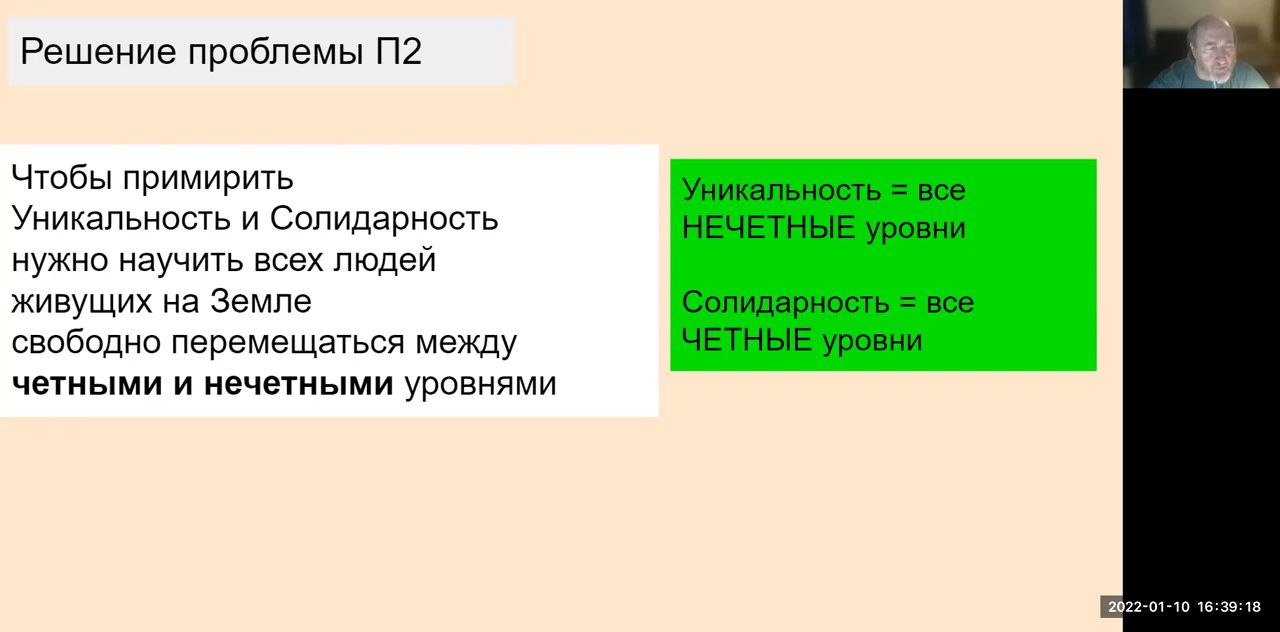 Решение проблемы П2
Чтобы примирить
Уникальность и Солидарность
нужно научить всех людей
живущих на Земле
свободно перемещаться между
четными и нечетными уровнями
Уникальность = все
НЕЧЕТНЫЕ уровни
Солидарность = все
ЧЕТНЫЕ уровни
2022-01-10 16:39:18